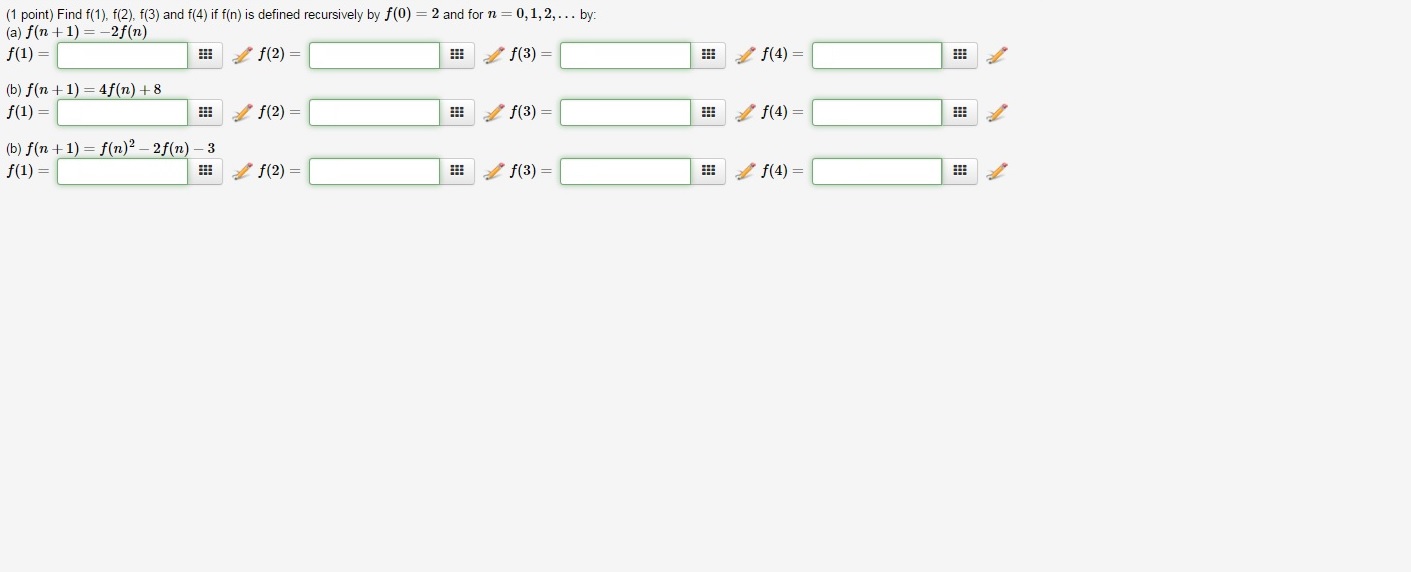 (1 point) Find f(1), f(2), f(3) and f(4) if f(n) is defined recursively by f(0) = 2 and for n = 0, 1, 2, … by:
(a) f(n + 1) = −2f(n)
f(1) = f(2) = f(3) = f(4) =
(b) f(n + 1) = 4f(n) + 8
f(1) = f(2) = f(3) = f(4) =
(b) f(n + 1) = f(n)² − 2f(n) − 3
f(1) = f(2) = f(3) = f(4) =